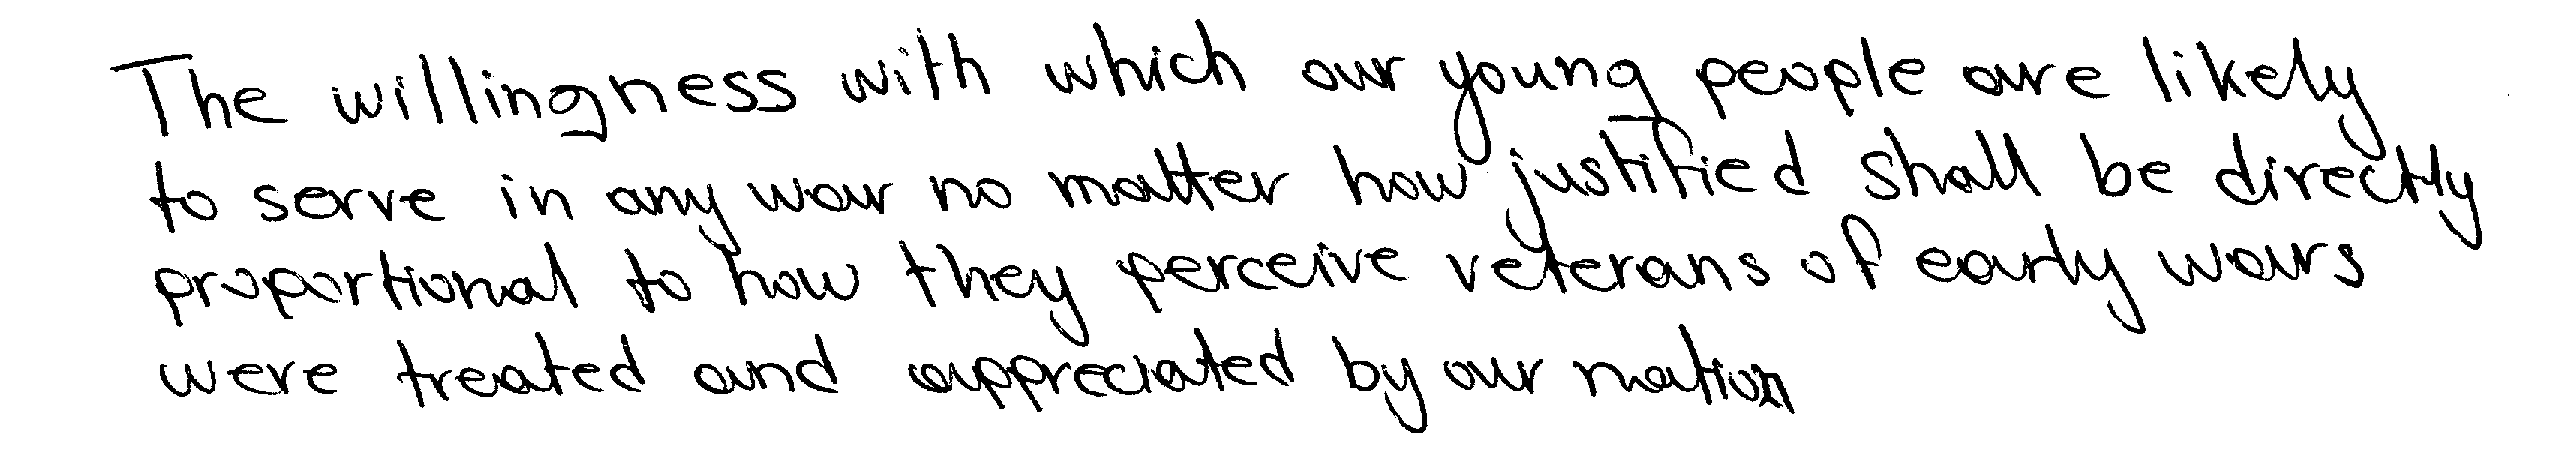 The willingness with which our young people are likely
to serve in any war no matter how justified shall be directly
proportional to how they perceive veterans of early wars
were treated and appreciated by our nation